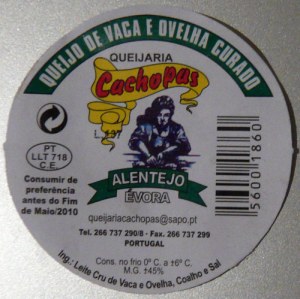 QUEIJO DE VACA E OVELHA CURADO
QUEIJARIA
Cachopas
L.137
PT
LLT 718
C.E.
Consumir de
preferência
antes do Fim
de Maio/2010
ALENTEJO
ÉVORA
queijariacachopas@sapo.pt
Tel. 266 737 290/8 - Fax. 266 737 299
PORTUGAL
Cons. no frio 0º C. a ±6º C.
M.G. ±45%
Ing.: Leite Cru de Vaca e Ovelha, Coalho e Sal